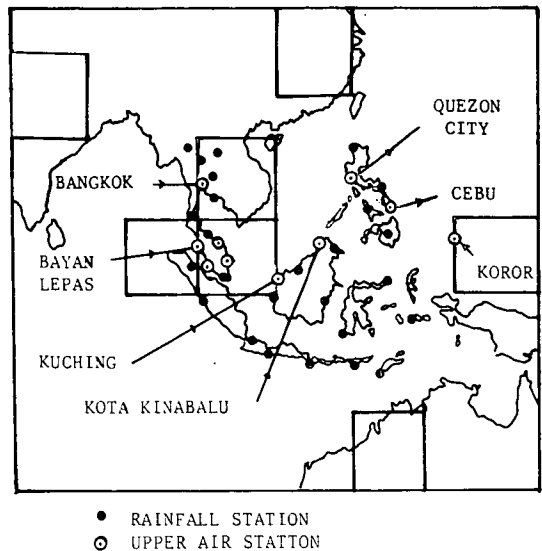 QUEZON
CITY
BANGKOK
CEBU
BAYAN
LEPAS
KOROR
KUCHING
KOTA KINABALU
RAINFALL STATION
UPPER AIR STATTON